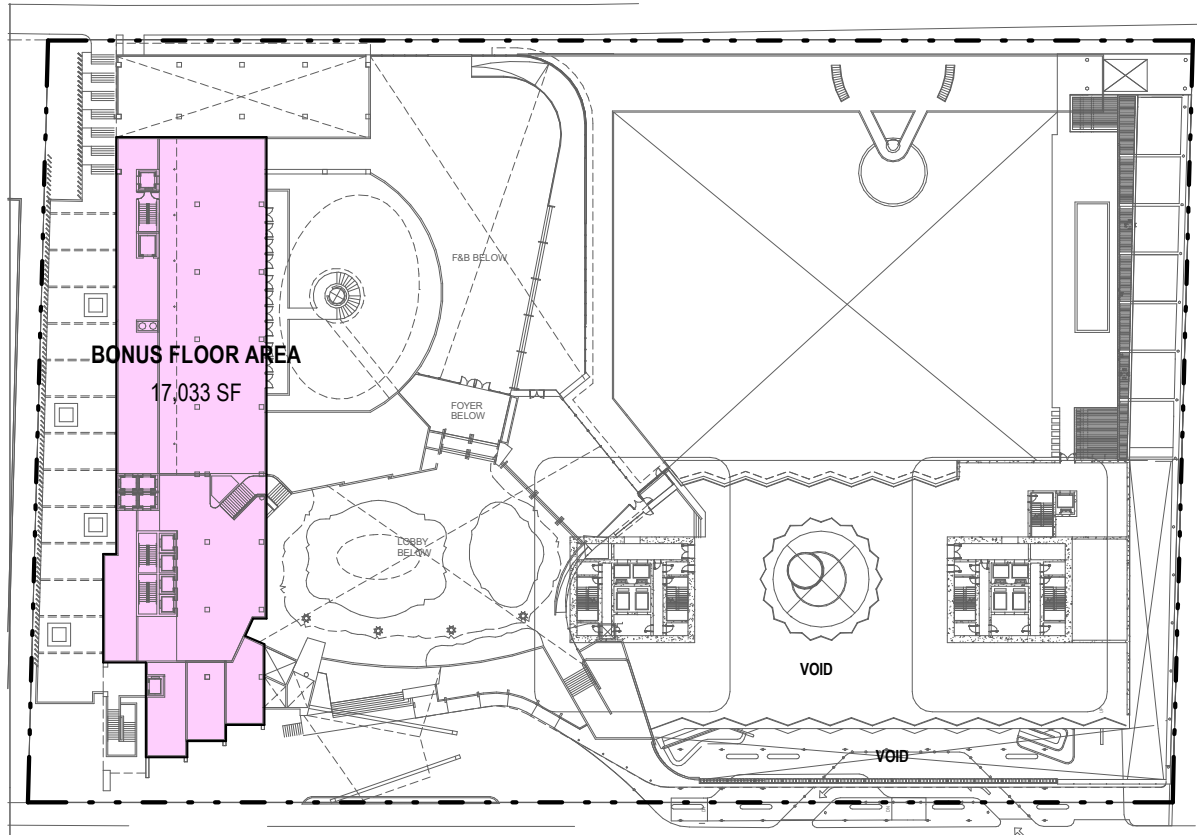 F&B BELOW
BONUS FLOOR AREA
17,033 SF
FOYER
BELOW
LOBBY
BELOW
VOID
VOID